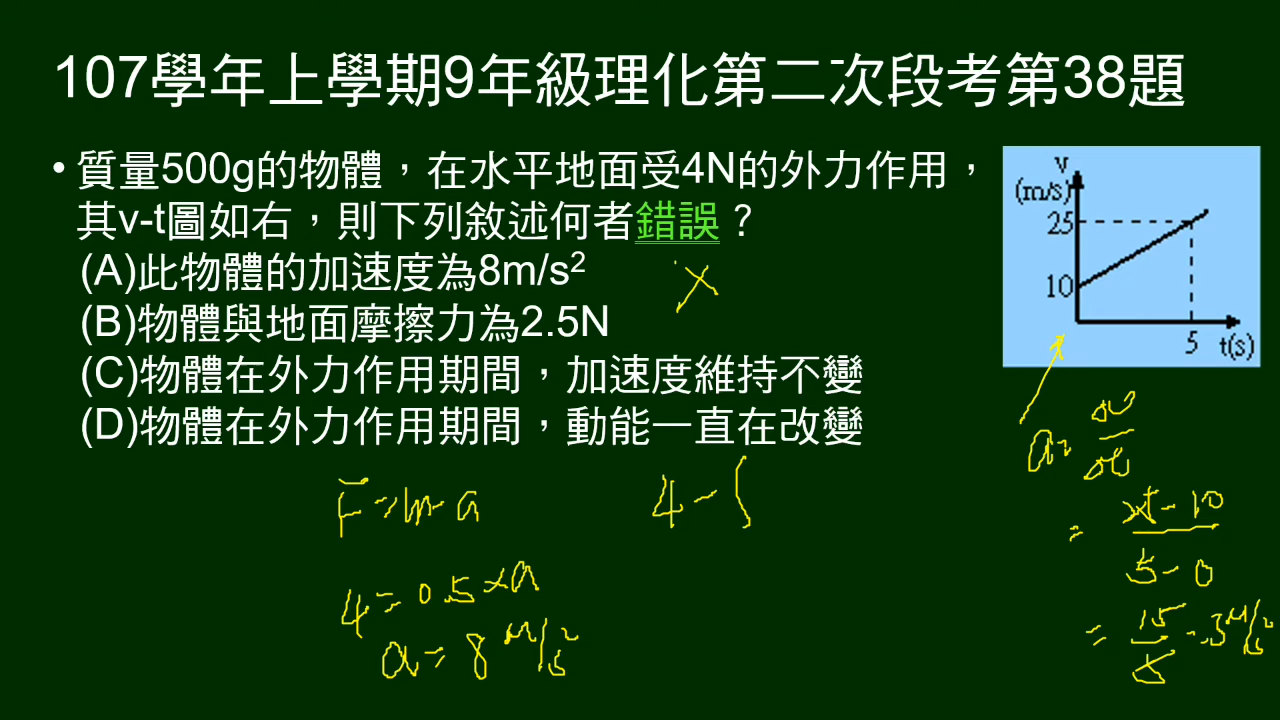 107學年上學期9年級理化第二次段考第38題
• 質量500g的物體，在水平地面受4N的外力作用，
其v-t圖如右，則下列敘述何者錯誤？
(A)此物體的加速度為8m/s²
(B)物體與地面摩擦力為2.5N
(C)物體在外力作用期間，加速度維持不變
(D)物體在外力作用期間，動能一直在改變
v
(m/s)
25
10
5 t(s)
F=m a
4-f
4=0.5×a
a=8 m/s²
a=
5-0
=15/5=3m/s²